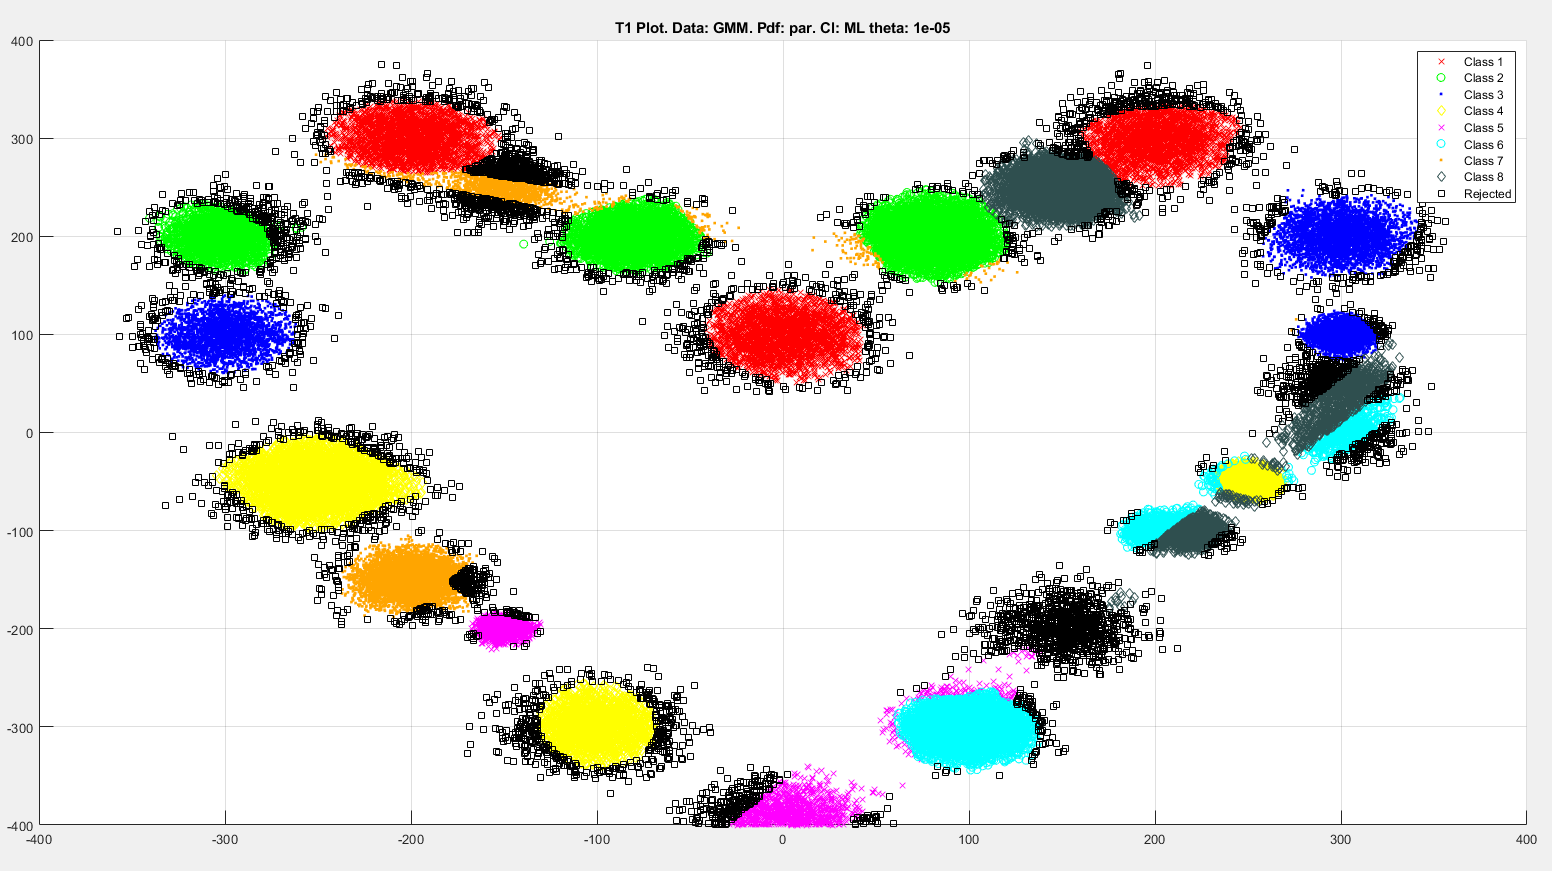 T1 Plot. Data: GMM. Pdf: par. Cl: ML theta: 1e-05
400
300
200
100
0
-100
-200
-300
-400
-400
-300
-200
-100
0
100
200
300
400
Class 1
Class 2
Class 3
Class 4
Class 5
Class 6
Class 7
Class 8
Rejected